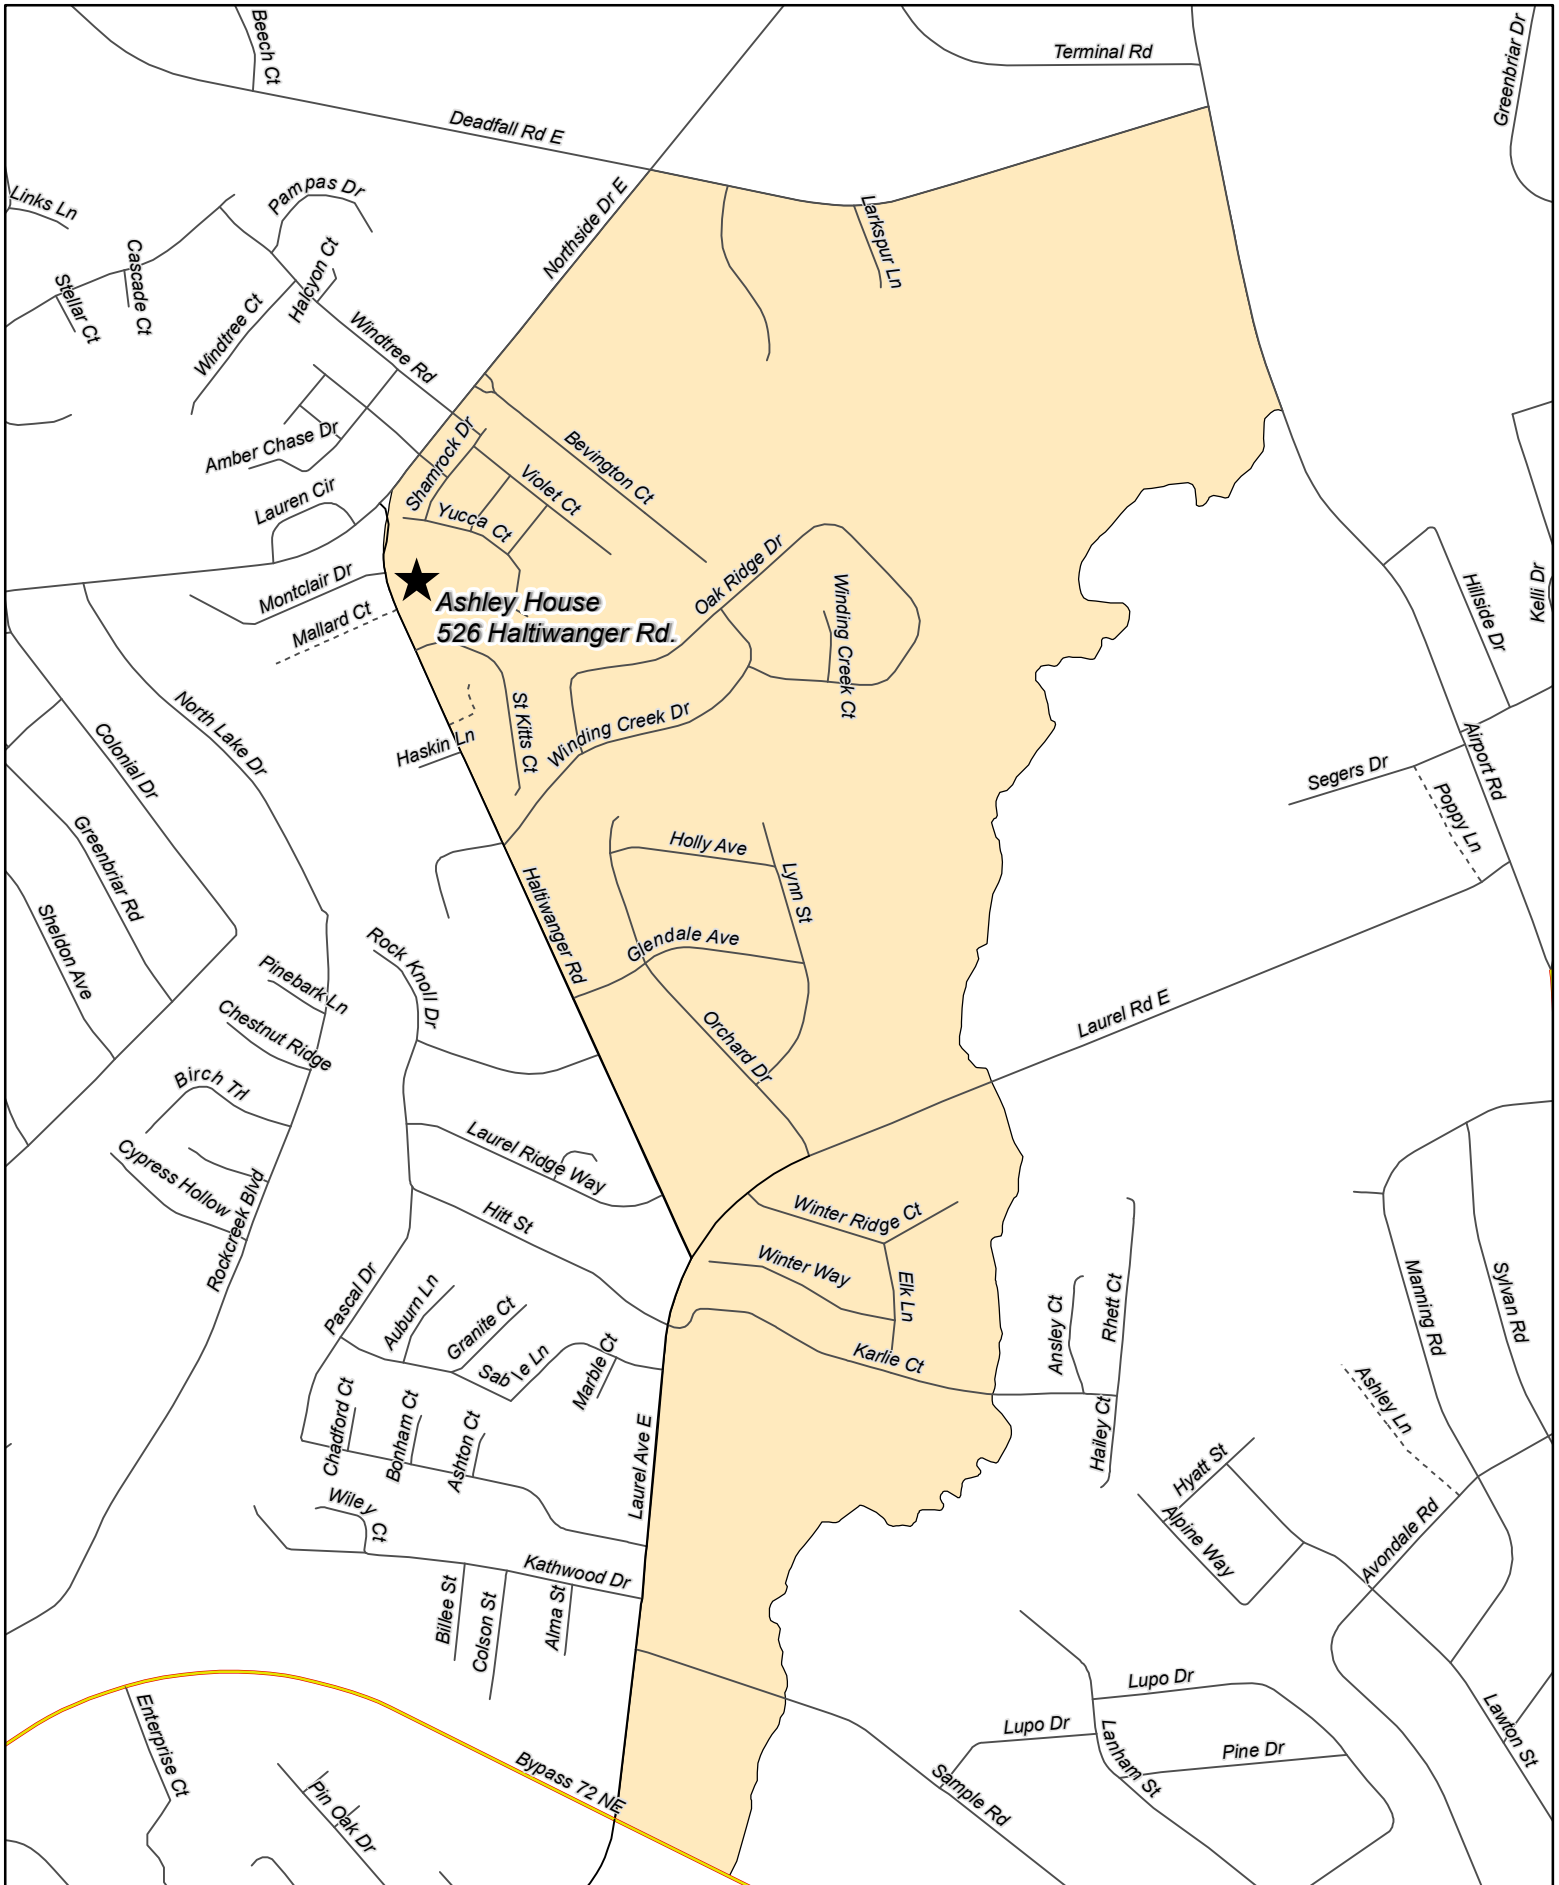 Beech Ct
Terminal Rd
Greenbriar Dr
Deadfall Rd E
Links Ln
Pampas Dr
Northside Dr E
Larkspur Ln
Cascade Ct
Stellar Ct
Halcyon Ct
Windtree Ct
Windtree Rd
Amber Chase Dr
Shamrock Dr
Bevington Ct
Violet Ct
Lauren Cir
Yucca Ct
Montclair Dr
Mallard Ct
Ashley House
526 Haltiwanger Rd.
Oak Ridge Dr
Winding Creek Ct
Hillside Dr
Kelli Dr
North Lake Dr
Colonial Dr
St Kitts Ct
Winding Creek Dr
Haskin Ln
Airport Rd
Segers Dr
Poppy Ln
Greenbriar Rd
Holly Ave
Lynn St
Haltiwanger Rd
Sheldon Ave
Glendale Ave
Rock Knoll Dr
Pinebark Ln
Chestnut Ridge
Laurel Rd E
Orchard Dr
Birch Trl
Cypress Hollow
Rockcreek Blvd
Laurel Ridge Way
Hitt St
Winter Ridge Ct
Winter Way
Elk Ln
Pascal Dr
Auburn Ln
Granite Ct
Sable Ln
Marble Ct
Karlie Ct
Ansley Ct
Rhett Ct
Manning Rd
Sylvan Rd
Ashley Ln
Chadford Ct
Bonham Ct
Ashton Ct
Laurel Ave E
Hailey Ct
Hyatt St
Alpine Way
Avondale Rd
Wiley Ct
Kathwood Dr
Billee St
Colson St
Alma St
Lupo Dr
Lupo Dr
Lanham St
Pine Dr
Lawton St
Enterprise Ct
Bypass 72 NE
Pin Oak Dr
Sample Rd